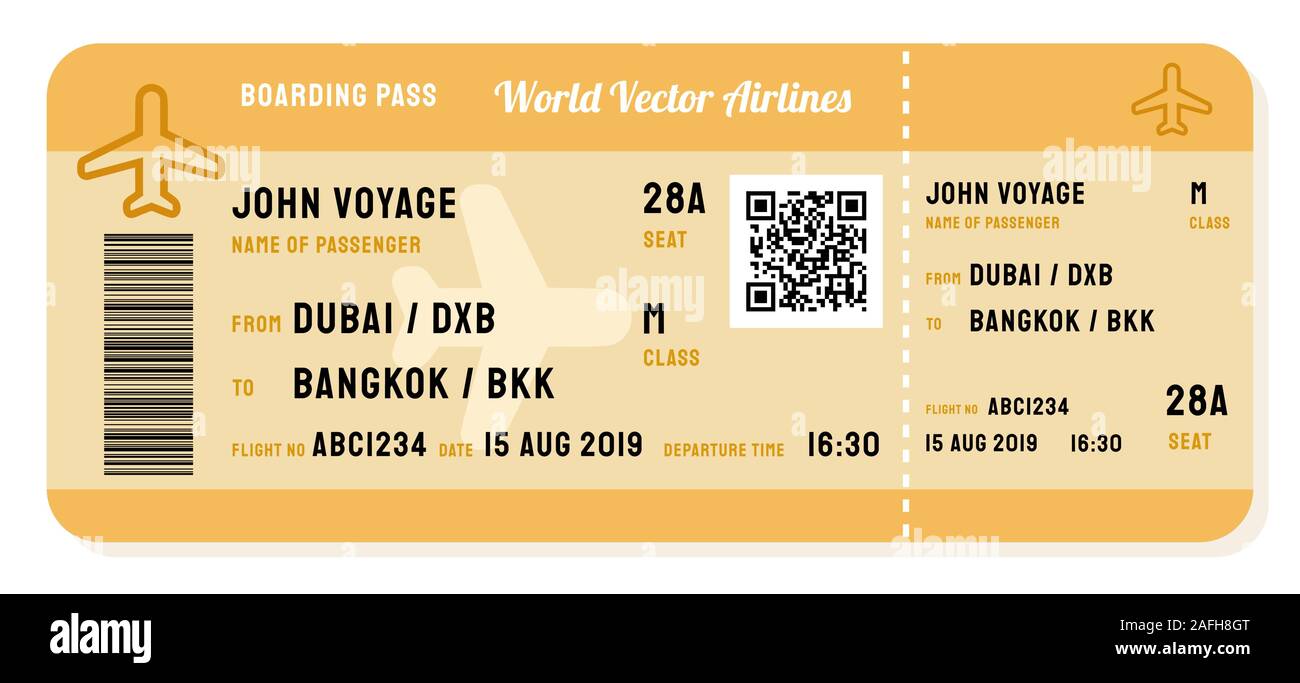 BOARDING PASS World Vector Airlines
JOHN VOYAGE
NAME OF PASSENGER
28A
SEAT
FROM DUBAI / DXB
M
CLASS
TO BANGKOK / BKK
FLIGHT NO ABC1234 DATE 15 AUG 2019 DEPARTURE TIME 16:30
JOHN VOYAGE
NAME OF PASSENGER
M
CLASS
FROM DUBAI / DXB
TO BANGKOK / BKK
FLIGHT NO ABC1234
15 AUG 2019 16:30
28A
SEAT
alamy
alamy
alamy
alamy
a
a
a
a
a
alamy
Image ID: 2AFH8GT
www.alamy.com